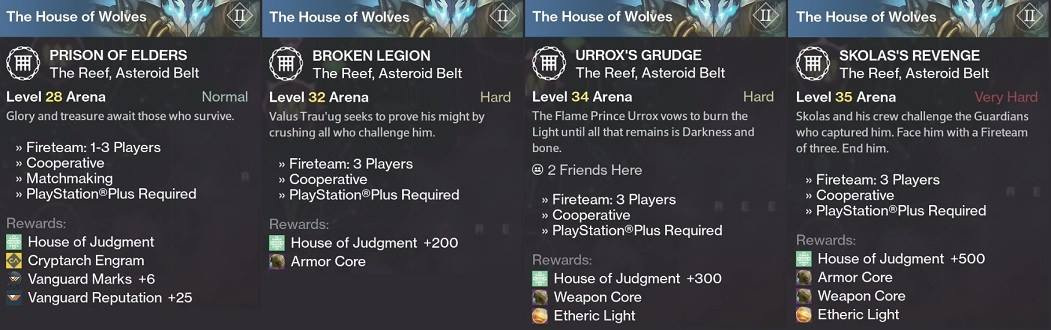 The House of Wolves
II
PRISON OF ELDERS
The Reef, Asteroid Belt
Level 28 Arena
Normal
Glory and treasure await those who survive.
» Fireteam: 1-3 Players
» Cooperative
» Matchmaking
» PlayStation®Plus Required
Rewards:
House of Judgment
Cryptarch Engram
Vanguard Marks +6
Vanguard Reputation +25
The House of Wolves
II
BROKEN LEGION
The Reef, Asteroid Belt
Level 32 Arena
Hard
Valus Trau'ug seeks to prove his might by
crushing all who challenge him.
» Fireteam: 3 Players
» Cooperative
» PlayStation®Plus Required
Rewards:
House of Judgment +200
Armor Core
The House of Wolves
II
URROX'S GRUDGE
The Reef, Asteroid Belt
Level 34 Arena
Hard
The Flame Prince Urrox vows to burn the
Light until all that remains is Darkness and
bone.
2 Friends Here
» Fireteam: 3 Players
» Cooperative
» PlayStation®Plus Required
Rewards:
House of Judgment +300
Weapon Core
Etheric Light
The House of Wolves
II
SKOLAS'S REVENGE
The Reef, Asteroid Belt
Level 35 Arena
Very Hard
Skolas and his crew challenge the Guardians
who captured him. Face him with a Fireteam
of three. End him.
» Fireteam: 3 Players
» Cooperative
» PlayStation®Plus Required
Rewards:
House of Judgment +500
Armor Core
Weapon Core
Etheric Light